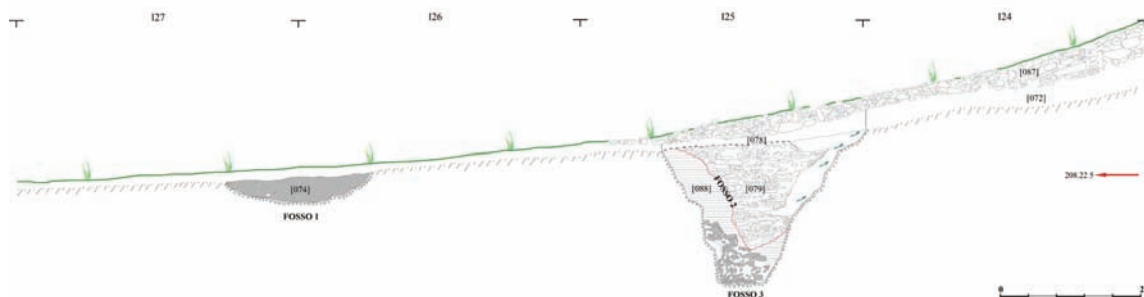 I27 I26 I25 I24
[087]
[072]
[078]
208.22.5
[074] [088] FOSSO 2 [079]
FOSSO 1
FOSSO 3
0 2